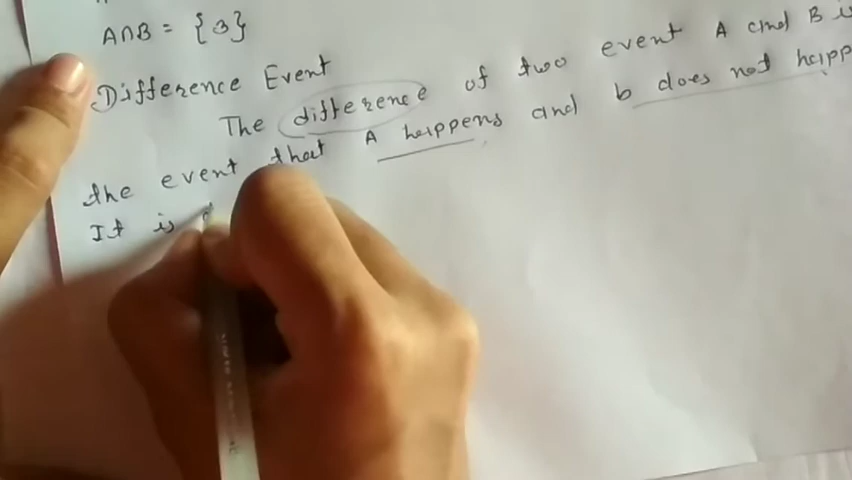 A∩B = {3}
Difference Event
The difference of two event A and B is
the event that A happens and b does not happ
It is